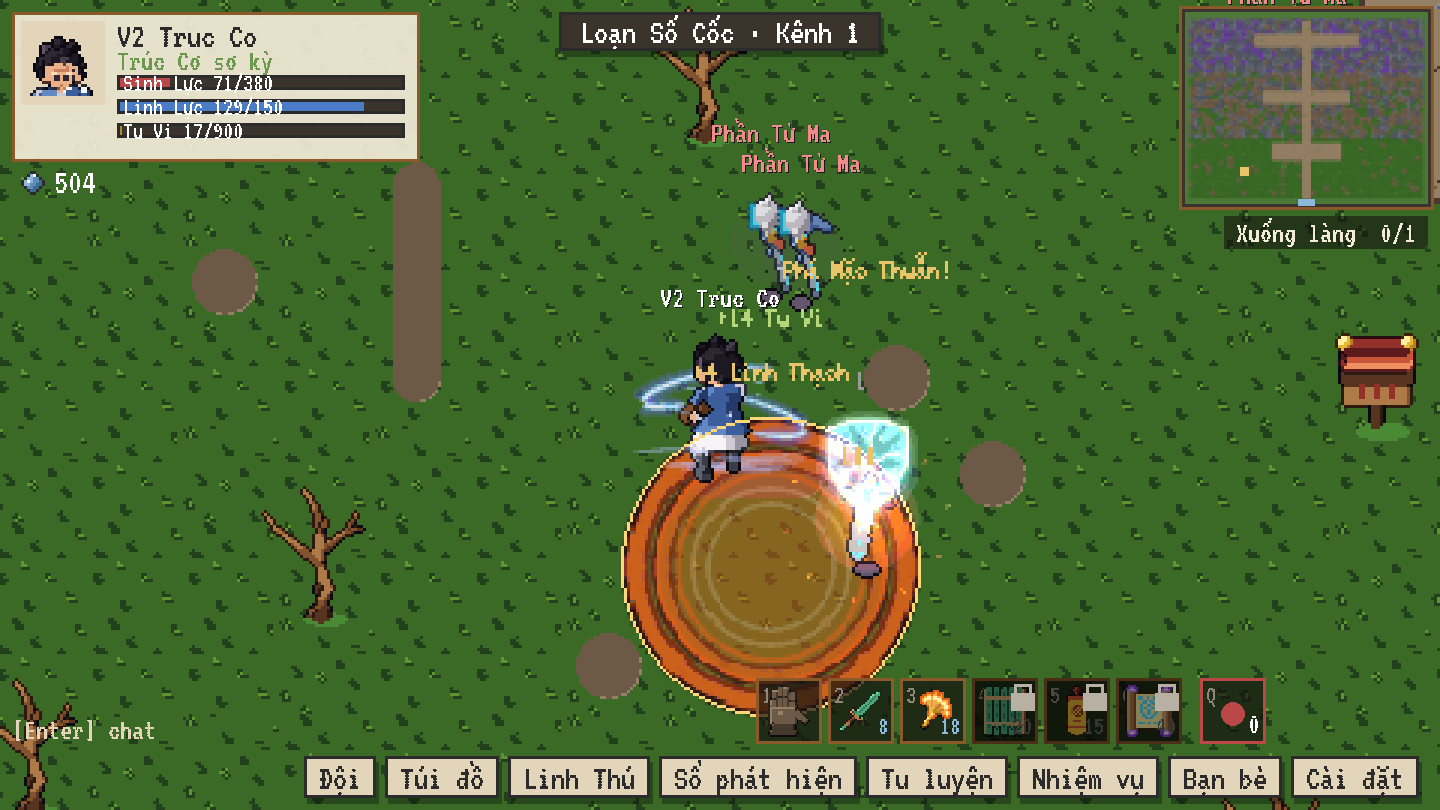 V2 Truc Co
Trúc Cơ sơ kỳ
Sinh Lực 71/380
Linh Lực 129/150
Tu Vi 17/900
504
Loạn Số Cốc · Kênh 1
Xuống làng 0/1
Phần Tử Ma
Phần Tử Ma
Phá Mâu Thuẫn!
V2 Truc Co
+14 Tu Vi
Linh Thạch
[Enter] chat
1
2
8
3
18
5
15
Q
0
Đội
Túi đồ
Linh Thú
Sổ phát hiện
Tu luyện
Nhiệm vụ
Bạn bè
Cài đặt